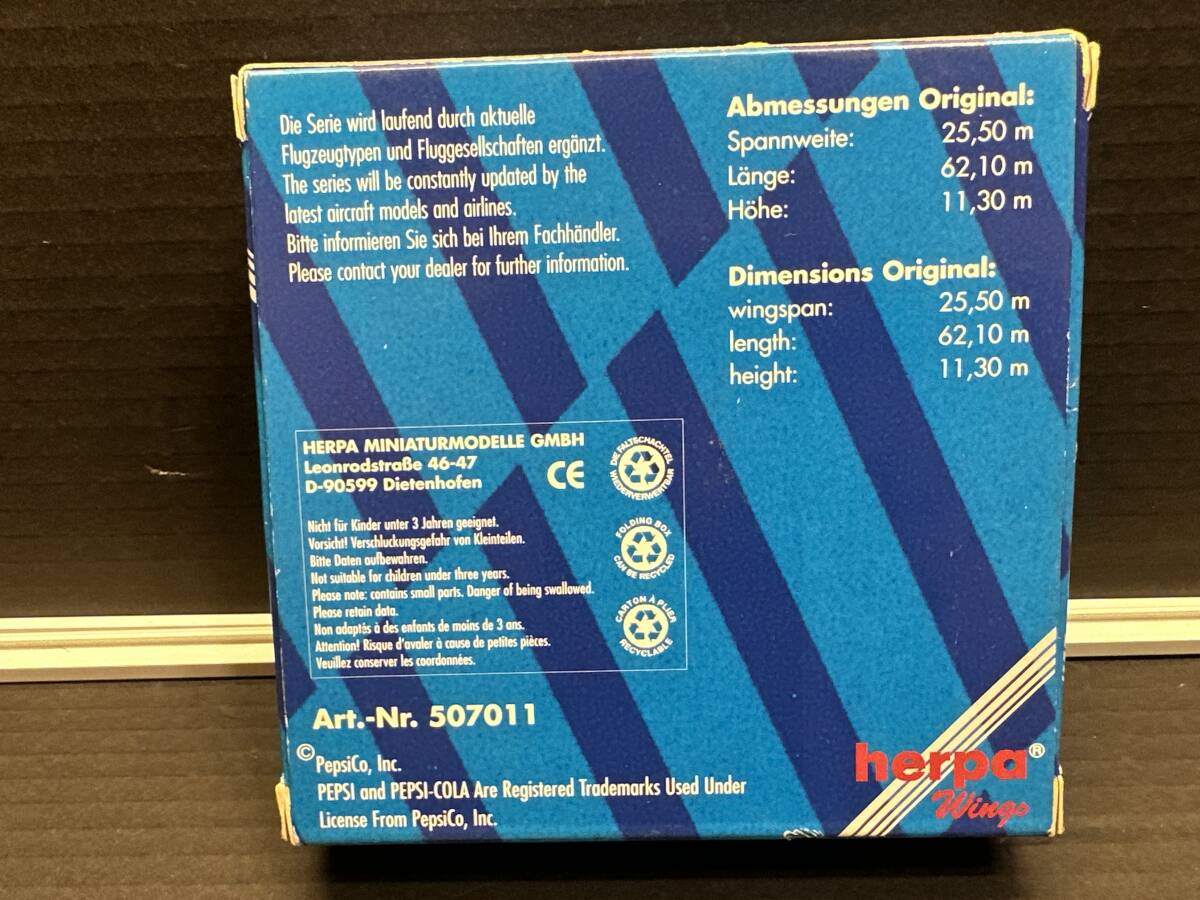 Die Serie wird laufend durch aktuelle
Flugzeugtypen und Fluggesellschaften ergänzt.
The series will be constantly updated by the
latest aircraft models and airlines.
Bitte informieren Sie sich bei Ihrem Fachhändler.
Please contact your dealer for further information.
Abmessungen Original:
Spannweite: 25,50 m
Länge: 62,10 m
Höhe: 11,30 m
Dimensions Original:
wingspan: 25,50 m
length: 62,10 m
height: 11,30 m
HERPA MINIATURMODELLE GMBH
Leonrodstraße 46-47
D-90599 Dietenhofen
CE
DIE FALTSCHACHTEL
WIEDERVERWERTBAR
FOLDING BOX
CAN BE RECYCLED
CARTON À PLIER
RECYCLABLE
Nicht für Kinder unter 3 Jahren geeignet.
Vorsicht! Verschluckungsgefahr von Kleinteilen.
Bitte Daten aufbewahren.
Not suitable for children under three years.
Please note: contains small parts. Danger of being swallowed.
Please retain data.
Non adaptés à des enfants de moins de 3 ans.
Attention! Risque d'avaler à cause de petites pièces.
Veuillez conserver les coordonnées.
Art.-Nr. 507011
© PepsiCo, Inc.
PEPSI and PEPSI-COLA Are Registered Trademarks Used Under
License From PepsiCo, Inc.
herpa®
Wings